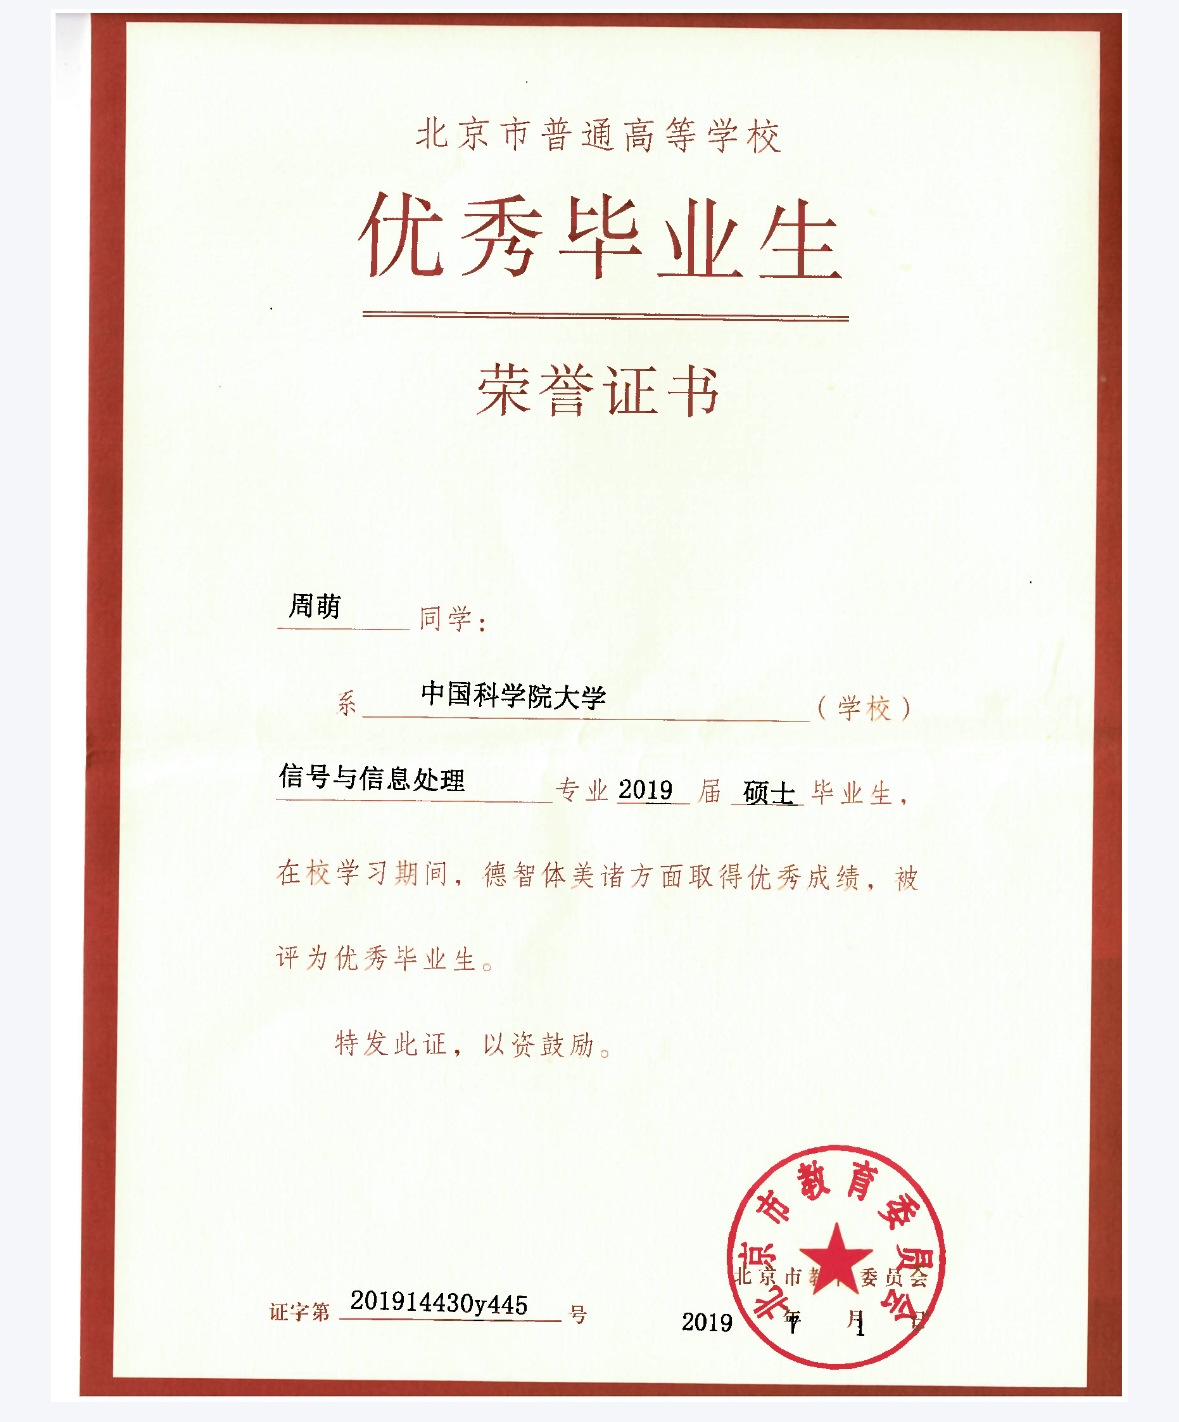 北京市普通高等学校
优秀毕业生
荣誉证书
周萌 同学：
系 中国科学院大学 （学校）
信号与信息处理 专业 2019 届 硕士 毕业生，
在校学习期间，德智体美诸方面取得优秀成绩，被
评为优秀毕业生。
特发此证，以资鼓励。
北京市教育委员会
北京市教育委员会
证字第 201914430y445 号
2019 年 7 月 1 日